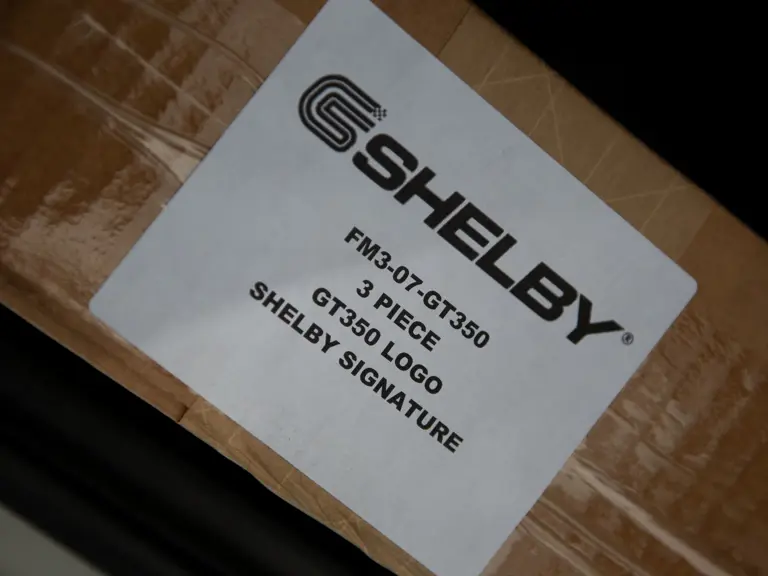 SHELBY®
FM3-07-GT350
3 PIECE
GT350 LOGO
SHELBY SIGNATURE